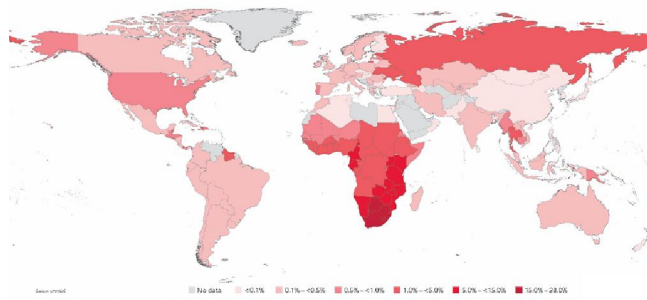 No data <0.1% 0.1% – <0.5% 0.5% – <1.0% 1.0% – <5.0% 5.0% – <15.0% 15.0% – 28.0%